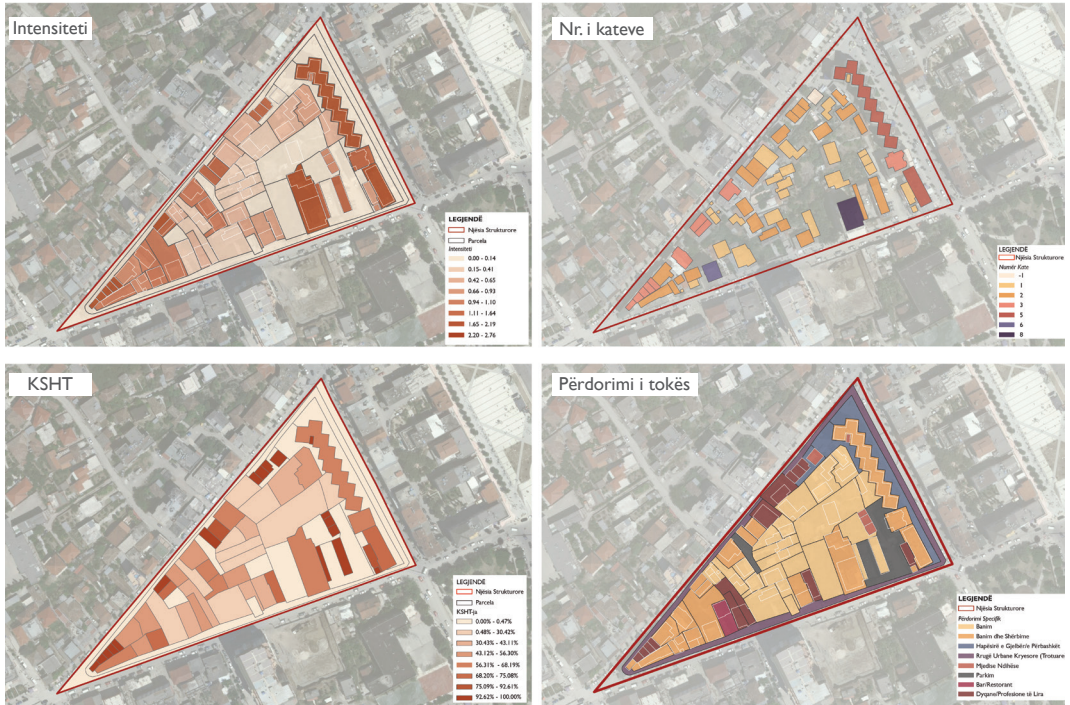 Intensiteti
LEGJENDË
Njësia Strukturore
Parcela
Intensiteti
0.00 - 0.14
0.15- 0.41
0.42 - 0.65
0.66 - 0.93
0.94 - 1.10
1.11 - 1.64
1.65 - 2.19
2.20 - 2.76
Nr. i kateve
LEGJENDË
Njësia Strukturore
Numër Kate
-1
1
2
3
5
6
8
KSHT
LEGJENDË
Njësia Strukturore
Parcela
KSHT-ja
0.00% - 0.47%
0.48% - 30.42%
30.43% - 43.11%
43.12% - 56.30%
56.31% - 68.19%
68.20% - 75.08%
75.09% - 92.61%
92.62% - 100.00%
Përdorimi i tokës
LEGJENDË
Njësia Strukturore
Përdorimi Specifik
Banim
Banim dhe Shërbime
Hapësirë e Gjelbër/e Përbashkët
Rrugë Urbane Kryesore (Trotuare)
Mjedise Ndihëse
Parkim
Bar/Restorant
Dyqane/Profesione të Lira